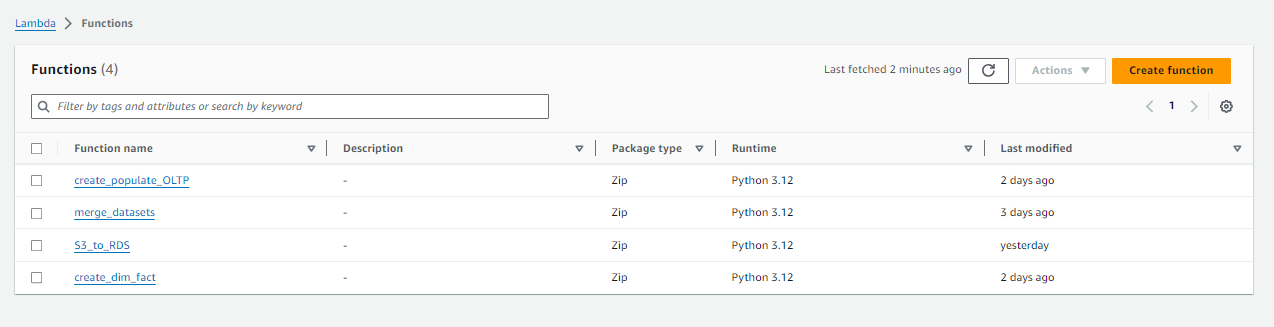 Lambda > Functions
Functions (4) Last fetched 2 minutes ago Actions Create function
Filter by tags and attributes or search by keyword 1
Function name Description Package type Runtime Last modified
create_populate_OLTP - Zip Python 3.12 2 days ago
merge_datasets - Zip Python 3.12 3 days ago
S3_to_RDS - Zip Python 3.12 yesterday
create_dim_fact - Zip Python 3.12 2 days ago